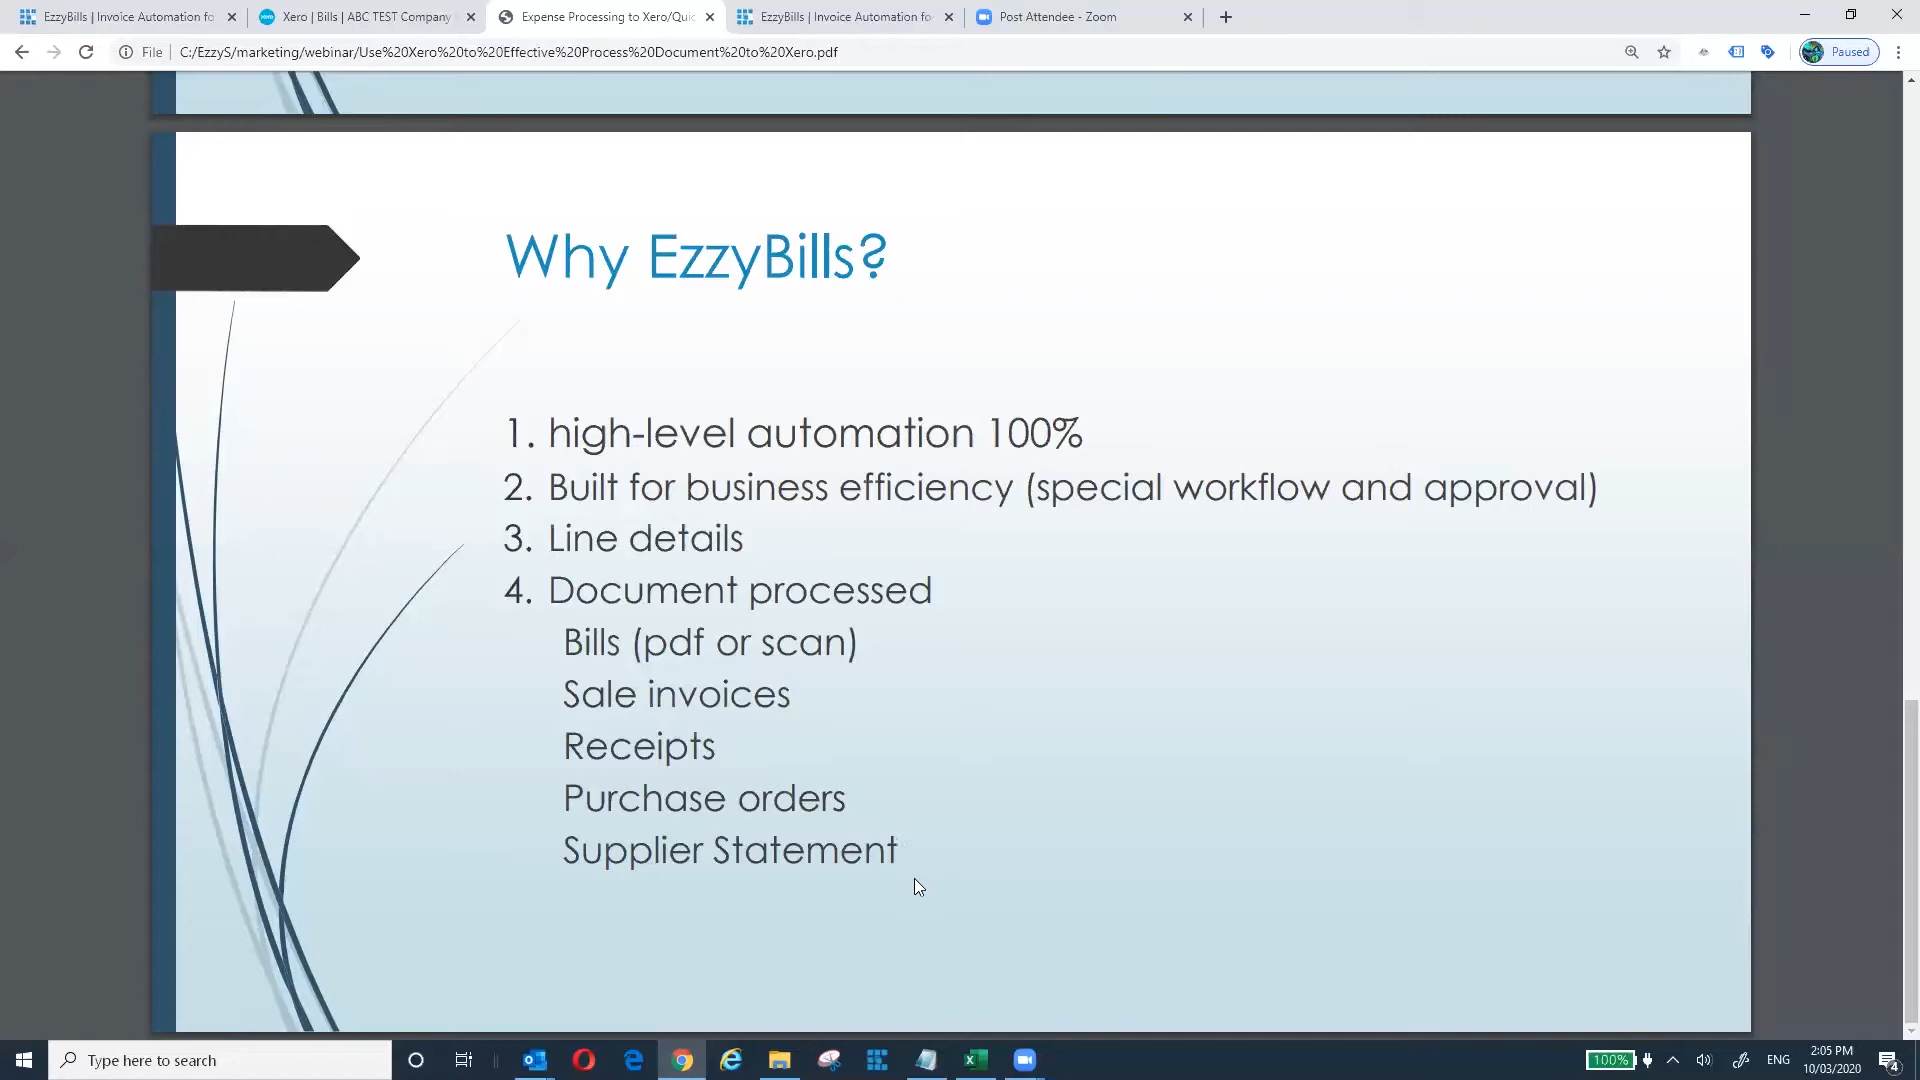 EzzyBills | Invoice Automation fo
Xero | Bills | ABC TEST Company
Expense Processing to Xero/Quic
EzzyBills | Invoice Automation fo
Post Attendee - Zoom
File
C:/EzzyS/marketing/webinar/Use%20Xero%20to%20Effective%20Process%20Document%20to%20Xero.pdf
Paused
Why EzzyBills?
1. high-level automation 100%
2. Built for business efficiency (special workflow and approval)
3. Line details
4. Document processed
Bills (pdf or scan)
Sale invoices
Receipts
Purchase orders
Supplier Statement
Type here to search
100%
ENG
2:05 PM
10/03/2020
4